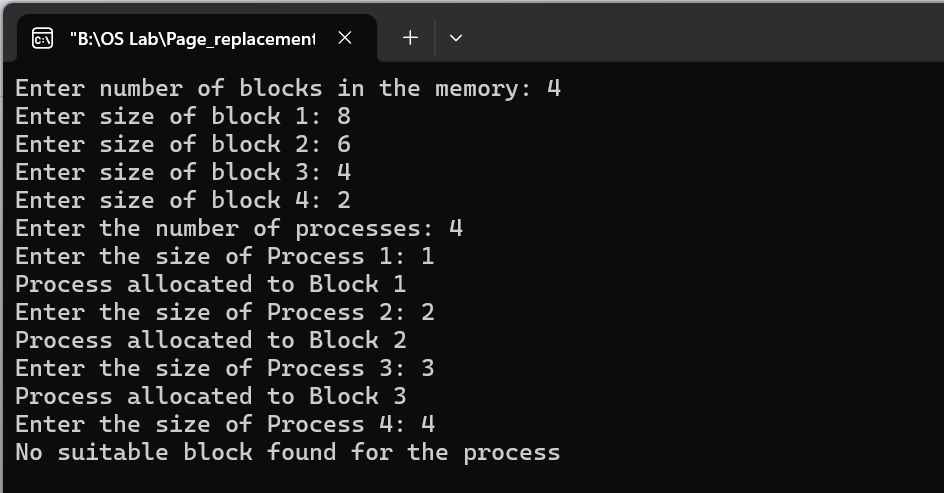 "B:\OS Lab\Page_replacement
Enter number of blocks in the memory: 4
Enter size of block 1: 8
Enter size of block 2: 6
Enter size of block 3: 4
Enter size of block 4: 2
Enter the number of processes: 4
Enter the size of Process 1: 1
Process allocated to Block 1
Enter the size of Process 2: 2
Process allocated to Block 2
Enter the size of Process 3: 3
Process allocated to Block 3
Enter the size of Process 4: 4
No suitable block found for the process